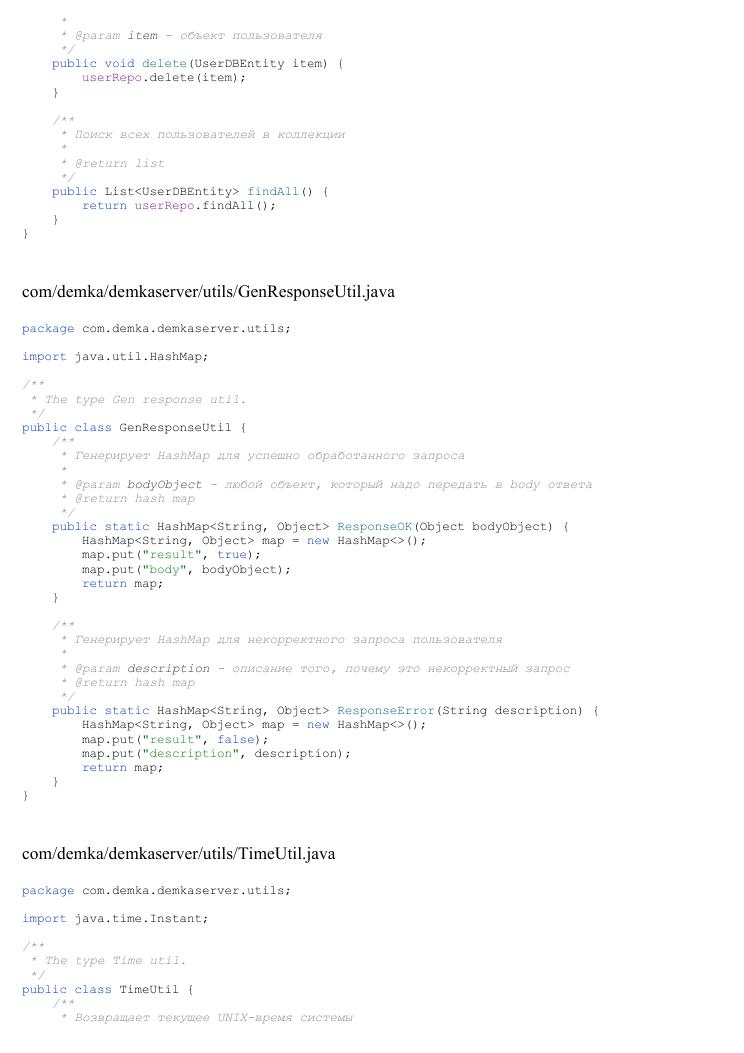 *
     * @param item - объект пользователя
     */
    public void delete(UserDBEntity item) {
        userRepo.delete(item);
    }

    /**
     * Поиск всех пользователей в коллекции
     *
     * @return list
     */
    public List<UserDBEntity> findAll() {
        return userRepo.findAll();
    }
}

com/demka/demkaserver/utils/GenResponseUtil.java

package com.demka.demkaserver.utils;

import java.util.HashMap;

/**
 * The type Gen response util.
 */
public class GenResponseUtil {
    /**
     * Генерирует HashMap для успешно обработанного запроса
     *
     * @param bodyObject - любой объект, который надо передать в body ответа
     * @return hash map
     */
    public static HashMap<String, Object> ResponseOK(Object bodyObject) {
        HashMap<String, Object> map = new HashMap<>();
        map.put("result", true);
        map.put("body", bodyObject);
        return map;
    }

    /**
     * Генерирует HashMap для некорректного запроса пользователя
     *
     * @param description - описание того, почему это некорректный запрос
     * @return hash map
     */
    public static HashMap<String, Object> ResponseError(String description) {
        HashMap<String, Object> map = new HashMap<>();
        map.put("result", false);
        map.put("description", description);
        return map;
    }
}

com/demka/demkaserver/utils/TimeUtil.java

package com.demka.demkaserver.utils;

import java.time.Instant;

/**
 * The type Time util.
 */
public class TimeUtil {
    /**
     * Возвращает текущее UNIX-время системы